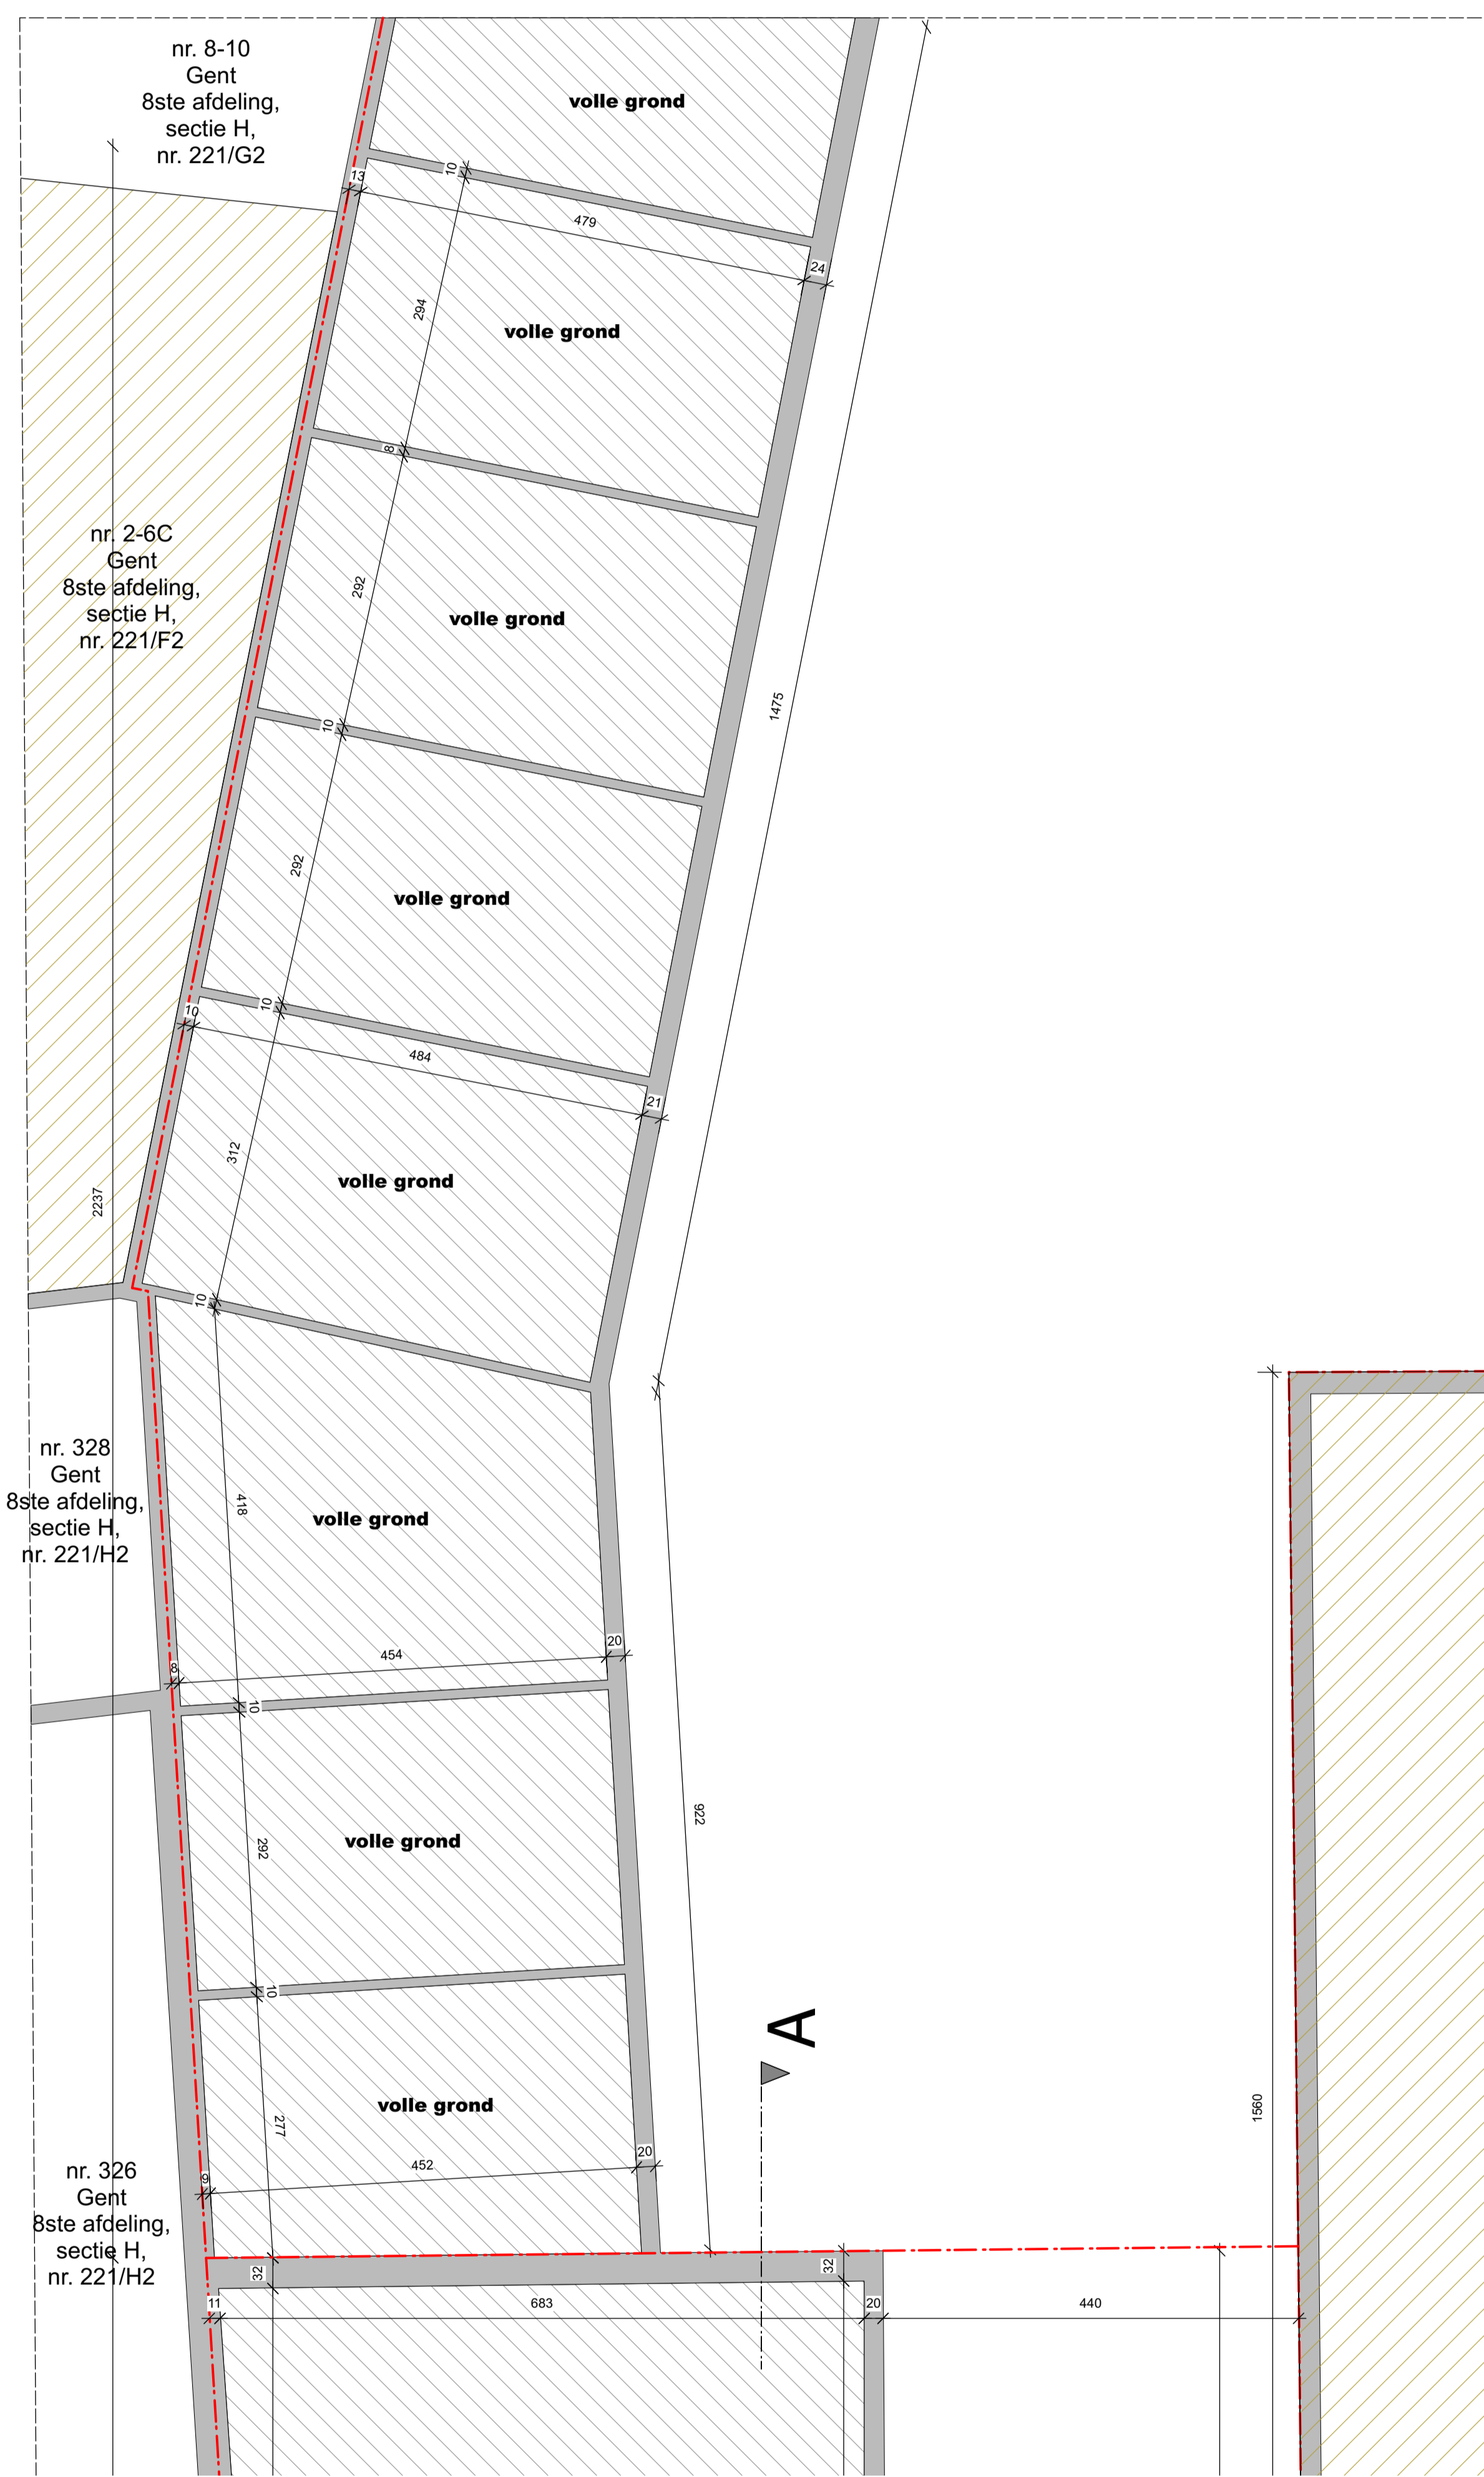 nr. 8-10
Gent
8ste afdeling,
sectie H,
nr. 221/G2
volle grond
10
13
479
24
294
volle grond
8
nr. 2-6C
Gent
8ste afdeling,
sectie H,
nr. 221/F2
292
volle grond
1475
10
292
volle grond
10
10
484
21
312
volle grond
2237
10
nr. 328
Gent
8ste afdeling,
sectie H,
nr. 221/H2
418
volle grond
454
20
8
10
292
volle grond
922
10
A
277
volle grond
1560
452
20
9
nr. 326
Gent
8ste afdeling,
sectie H,
nr. 221/H2
32
32
11
683
20
440